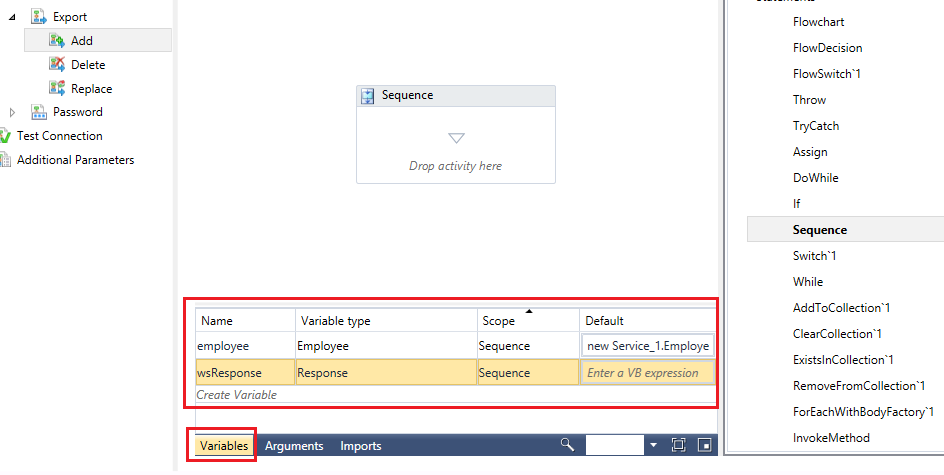 Export
Add
Delete
Replace
Password
Test Connection
Additional Parameters
Sequence
Drop activity here
Name Variable type Scope Default
employee Employee Sequence new Service_1.Employe
wsResponse Response Sequence Enter a VB expression
Create Variable
Variables Arguments Imports
Flowchart
FlowDecision
FlowSwitch`1
Throw
TryCatch
Assign
DoWhile
If
Sequence
Switch`1
While
AddToCollection`1
ClearCollection`1
ExistsInCollection`1
RemoveFromCollection`1
ForEachWithBodyFactory`1
InvokeMethod